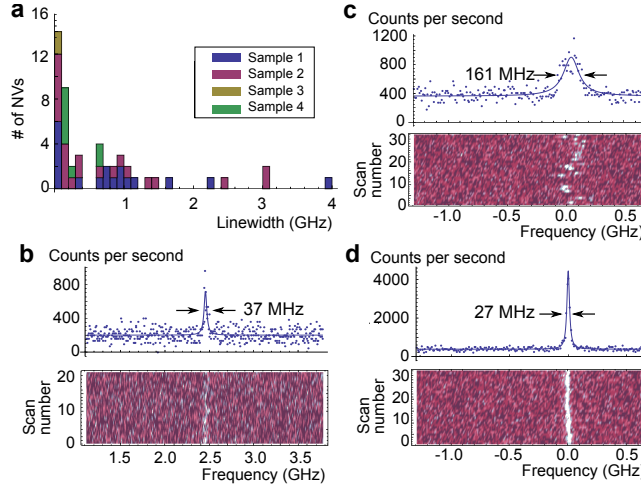 a
16
12
8
4
0
# of NVs
Sample 1
Sample 2
Sample 3
Sample 4
1
2
3
4
Linewidth (GHz)
b
Counts per second
800
400
0
37 MHz
20
10
0
Scan number
1.5
2.0
2.5
3.0
3.5
Frequency (GHz)
c
Counts per second
1200
800
400
0
161 MHz
30
20
10
0
Scan number
-1.0
-0.5
0.0
0.5
Frequency (GHz)
d
Counts per second
4000
2000
0
27 MHz
30
20
10
0
Scan number
-1.0
-0.5
0.0
0.5
Frequency (GHz)